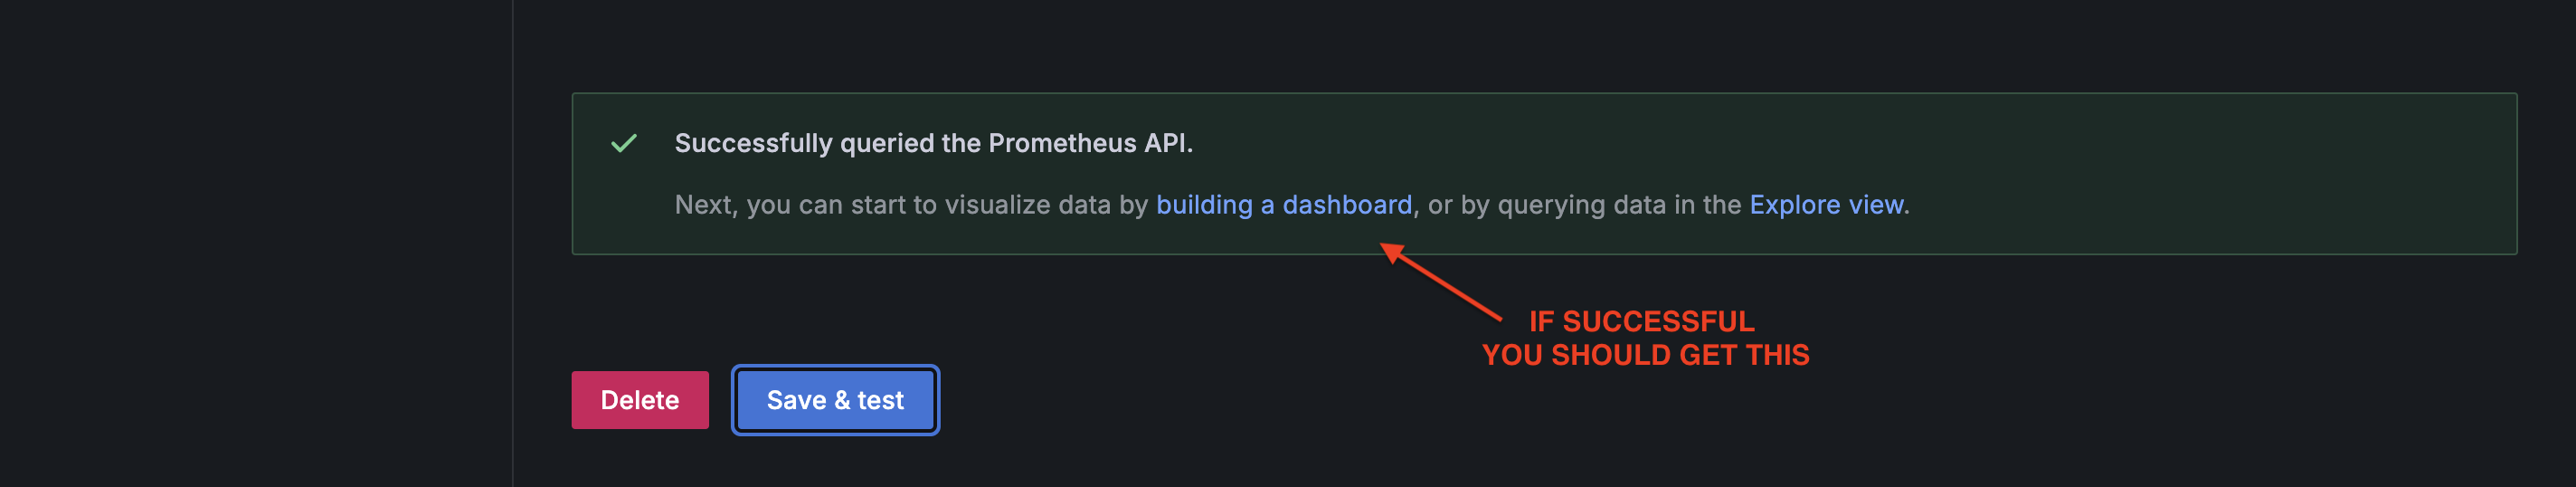 Successfully queried the Prometheus API.
Next, you can start to visualize data by building a dashboard, or by querying data in the Explore view.
IF SUCCESSFUL
YOU SHOULD GET THIS
Delete
Save & test